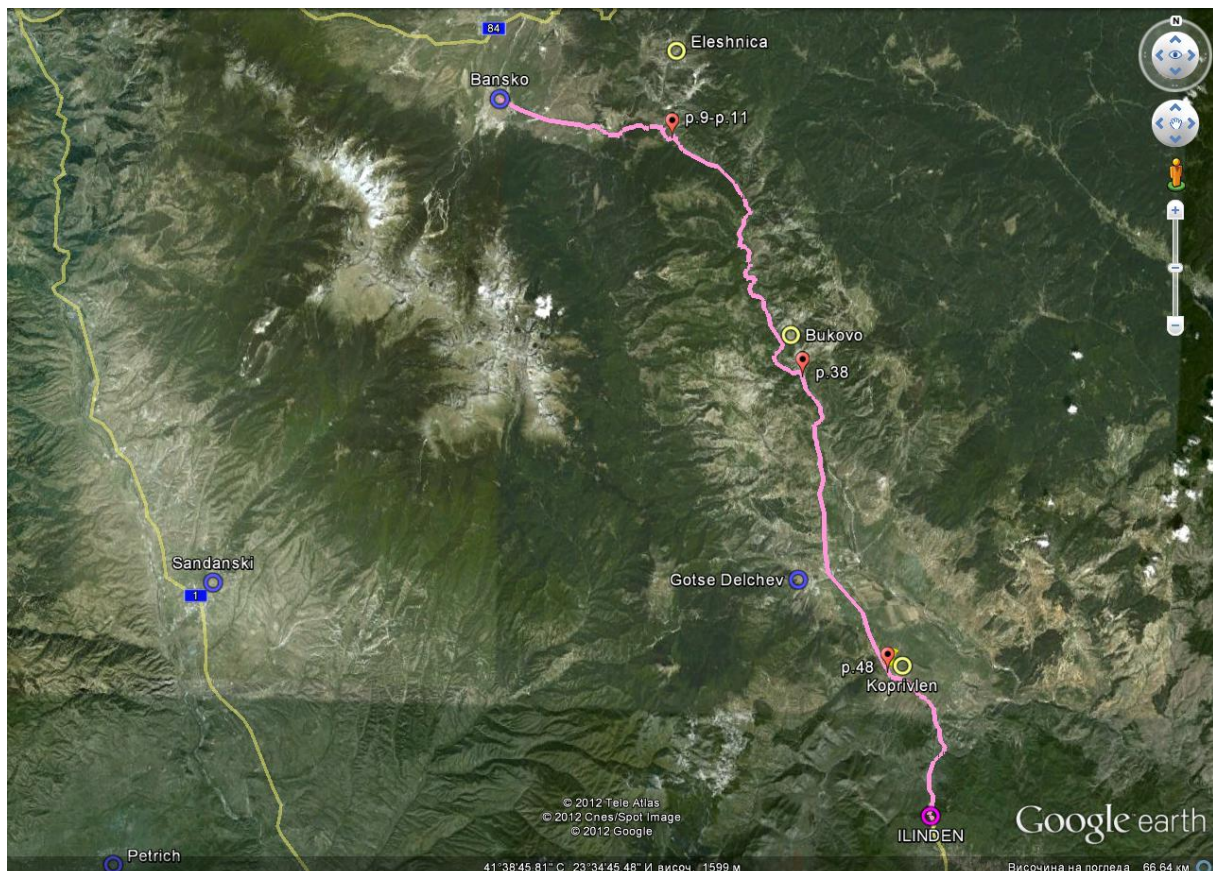 84
Eleshnica
Bansko
N
p.9-p.11
Bukovo
p.38
Sandanski
1
Gotse Delchev
p.48
Koprivlen
© 2012 Tele Atlas
© 2012 Cnes/Spot Image
© 2012 Google
Google earth
ILINDEN
Petrich
41°38'45.81" С 23°34'45.48" И височ. 1599 м
Височина на погледа 66.64 км